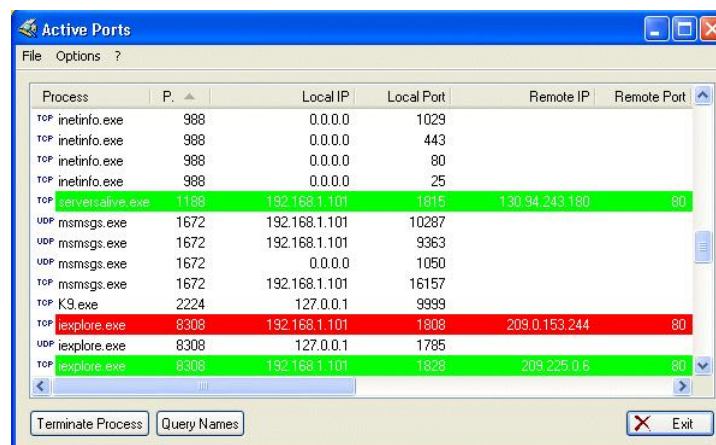 Active Ports
File Options ?
Process P. Local IP Local Port Remote IP Remote Port
TCP inetinfo.exe 988 0.0.0.0 1029
TCP inetinfo.exe 988 0.0.0.0 443
TCP inetinfo.exe 988 0.0.0.0 80
TCP inetinfo.exe 988 0.0.0.0 25
TCP serversalive.exe 1188 192.168.1.101 1815 130.94.243.180 80
UDP msmsgs.exe 1672 192.168.1.101 10287
UDP msmsgs.exe 1672 192.168.1.101 9363
UDP msmsgs.exe 1672 0.0.0.0 1050
TCP msmsgs.exe 1672 192.168.1.101 16157
TCP K9.exe 2224 127.0.0.1 9999
TCP iexplore.exe 8308 192.168.1.101 1808 209.0.153.244 80
UDP iexplore.exe 8308 127.0.0.1 1785
TCP iexplore.exe 8308 192.168.1.101 1828 209.225.0.6 80
Terminate Process Query Names Exit